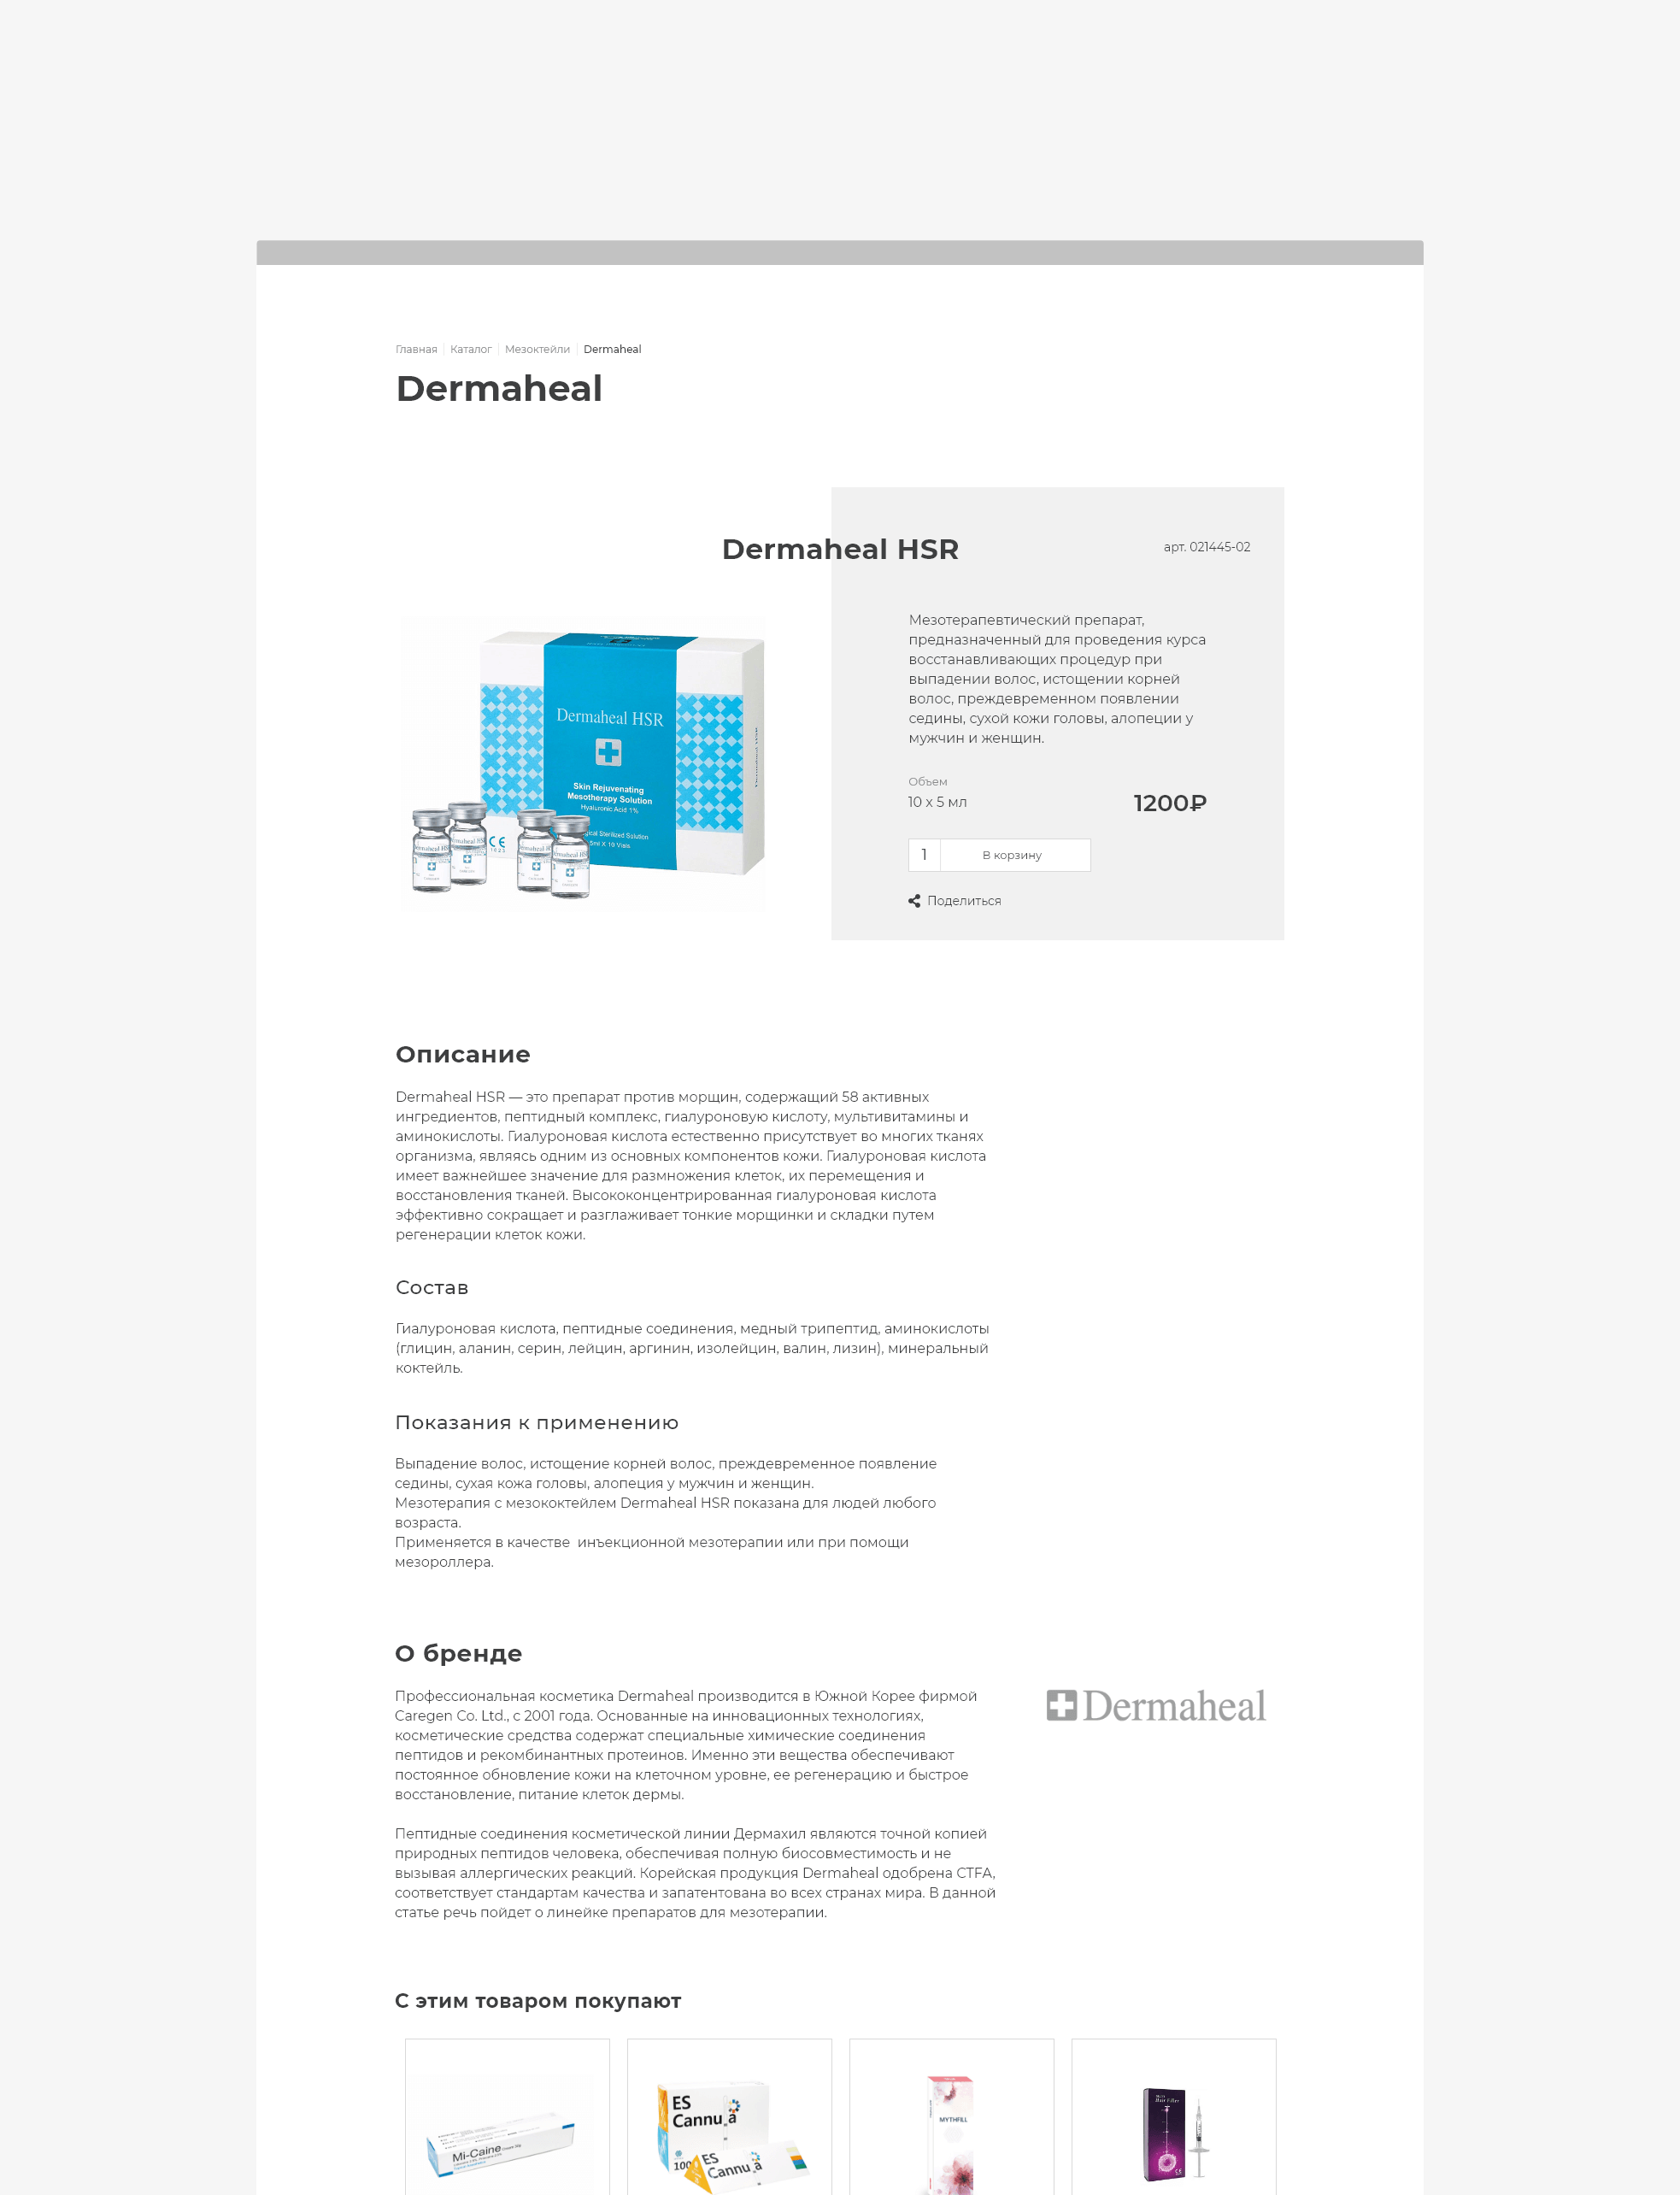 Главная
Каталог
Мезоктейли
Dermaheal
Dermaheal
Dermaheal HSR
арт. 021445-02
Dermaheal HSR
Skin Rejuvenating
Mesotherapy Solution
Hyaluronic Acid 1%
Мезотерапевтический препарат,
предназначенный для проведения курса
восстанавливающих процедур при
выпадении волос, истощении корней
волос, преждевременном появлении
седины, сухой кожи головы, алопеции у
мужчин и женщин.
Объем
10 x 5 мл
1200₽
1
В корзину
Поделиться
Описание
Dermaheal HSR — это препарат против морщин, содержащий 58 активных
ингредиентов, пептидный комплекс, гиалуроновую кислоту, мультивитамины и
аминокислоты. Гиалуроновая кислота естественно присутствует во многих тканях
организма, являясь одним из основных компонентов кожи. Гиалуроновая кислота
имеет важнейшее значение для размножения клеток, их перемещения и
восстановления тканей. Высококонцентрированная гиалуроновая кислота
эффективно сокращает и разглаживает тонкие морщинки и складки путем
регенерации клеток кожи.
Состав
Гиалуроновая кислота, пептидные соединения, медный трипептид, аминокислоты
(глицин, аланин, серин, лейцин, аргинин, изолейцин, валин, лизин), минеральный
коктейль.
Показания к применению
Выпадение волос, истощение корней волос, преждевременное появление
седины, сухая кожа головы, алопеция у мужчин и женщин.
Мезотерапия с мезококтейлем Dermaheal HSR показана для людей любого
возраста.
Применяется в качестве  инъекционной мезотерапии или при помощи
мезороллера.
О бренде
Профессиональная косметика Dermaheal производится в Южной Корее фирмой
Caregen Co. Ltd., с 2001 года. Основанные на инновационных технологиях,
косметические средства содержат специальные химические соединения
пептидов и рекомбинантных протеинов. Именно эти вещества обеспечивают
постоянное обновление кожи на клеточном уровне, ее регенерацию и быстрое
восстановление, питание клеток дермы.
Dermaheal
Пептидные соединения косметической линии Дермахил являются точной копией
природных пептидов человека, обеспечивая полную биосовместимость и не
вызывая аллергических реакций. Корейская продукция Dermaheal одобрена CTFA,
соответствует стандартам качества и запатентована во всех странах мира. В данной
статье речь пойдет о линейке препаратов для мезотерапии.
С этим товаром покупают
Mi-Caine
ES
Cannula
ES
Cannula
MYTHFILL